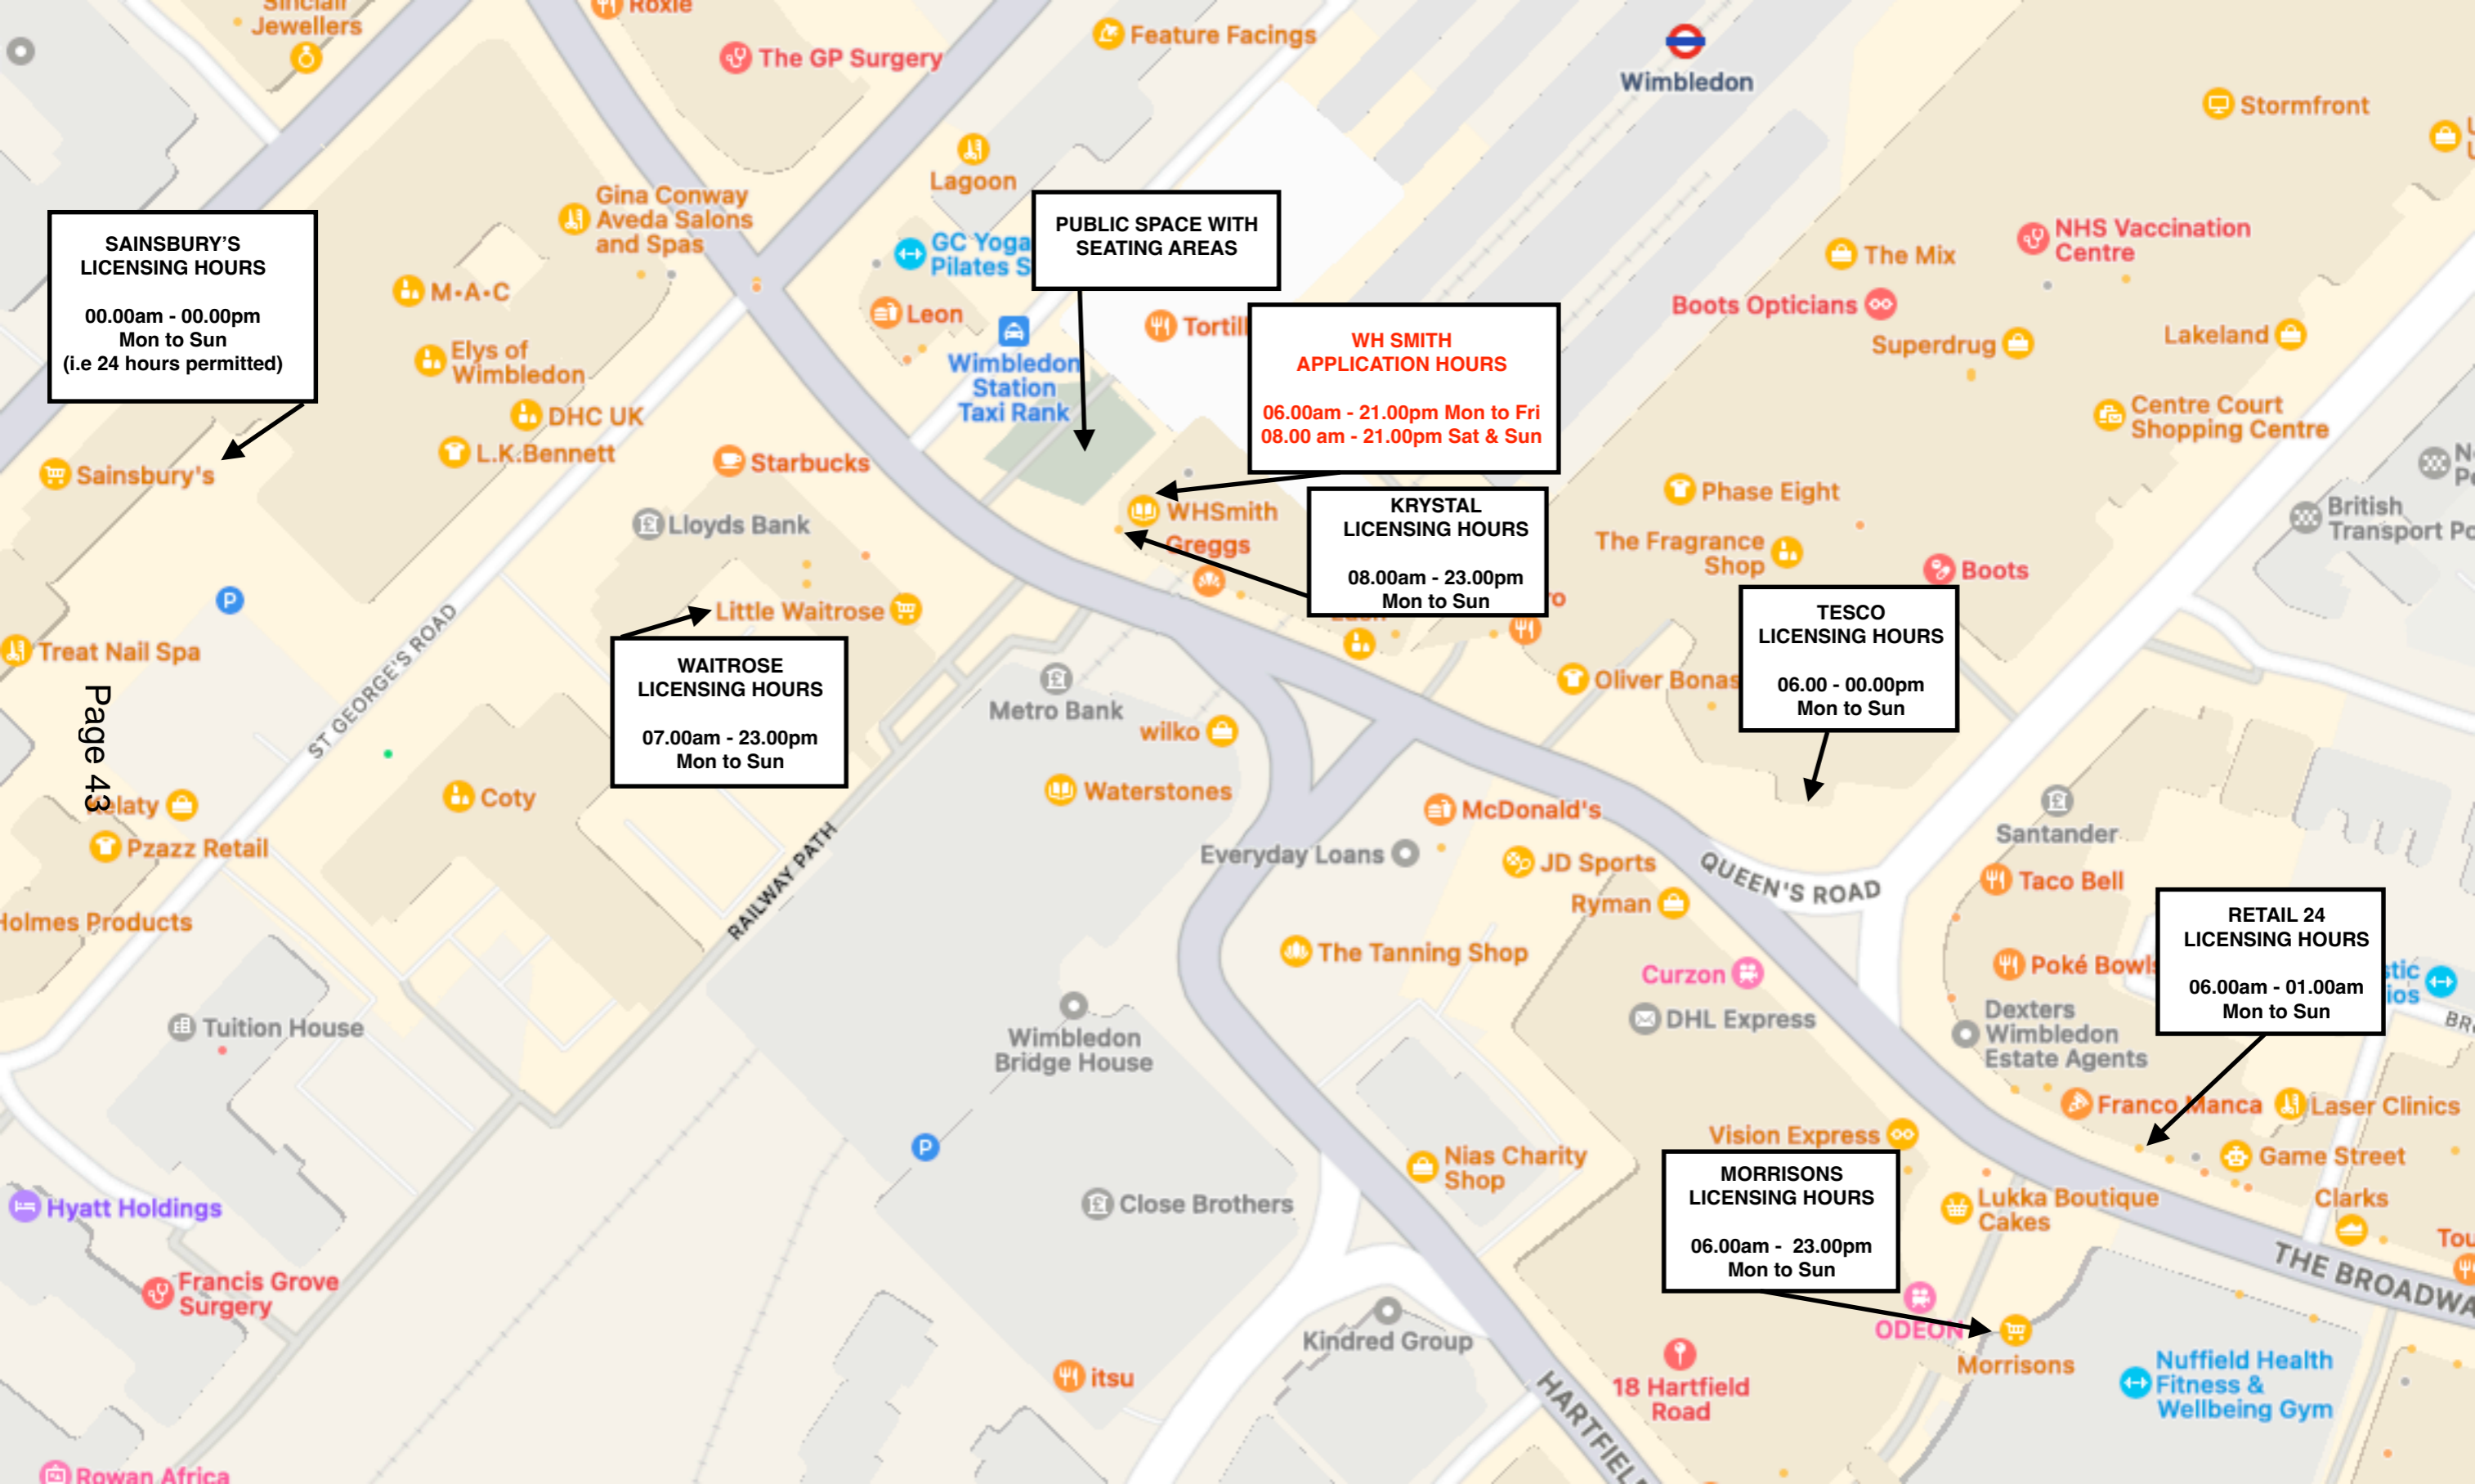 Sinclair
Jewellers
Roxie
The GP Surgery
Feature Facings
Wimbledon
Stormfront
Lagoon
Gina Conway
Aveda Salons
and Spas
GC Yoga
Pilates S
PUBLIC SPACE WITH
SEATING AREAS
NHS Vaccination
Centre
The Mix
SAINSBURY'S
LICENSING HOURS
00.00am - 00.00pm
Mon to Sun
(i.e 24 hours permitted)
M•A•C
Leon
Boots Opticians
Superdrug
Lakeland
Elys of
Wimbledon
Wimbledon
Station
Taxi Rank
Tortill
WH SMITH
APPLICATION HOURS
06.00am - 21.00pm Mon to Fri
08.00 am - 21.00pm Sat & Sun
DHC UK
L.K.Bennett
Centre Court
Shopping Centre
Sainsbury's
Starbucks
Lloyds Bank
WHSmith
Greggs
KRYSTAL
LICENSING HOURS
08.00am - 23.00pm
Mon to Sun
Phase Eight
The Fragrance
Shop
Boots
British
Transport Po
P
Treat Nail Spa
Little Waitrose
WAITROSE
LICENSING HOURS
07.00am - 23.00pm
Mon to Sun
TESCO
LICENSING HOURS
06.00 - 00.00pm
Mon to Sun
Oliver Bonas
Metro Bank
wilko
Waterstones
ST GEORGE'S ROAD
Page 43
elaty
Pzazz Retail
Coty
RAILWAY PATH
McDonald's
Everyday Loans
JD Sports
Ryman
QUEEN'S ROAD
Santander
Taco Bell
Holmes Products
The Tanning Shop
Curzon
DHL Express
Poké Bowls
RETAIL 24
LICENSING HOURS
06.00am - 01.00am
Mon to Sun
stic
ios
BR
Tuition House
Wimbledon
Bridge House
Dexters
Wimbledon
Estate Agents
Franco Manca
Laser Clinics
P
Vision Express
Nias Charity
Shop
MORRISONS
LICENSING HOURS
06.00am - 23.00pm
Mon to Sun
Game Street
Lukka Boutique
Cakes
Clarks
Hyatt Holdings
Close Brothers
Tou
THE BROADWA
Francis Grove
Surgery
Kindred Group
ODEON
Morrisons
itsu
18 Hartfield
Road
Nuffield Health
Fitness &
Wellbeing Gym
HARTFIEL
Rowan Africa